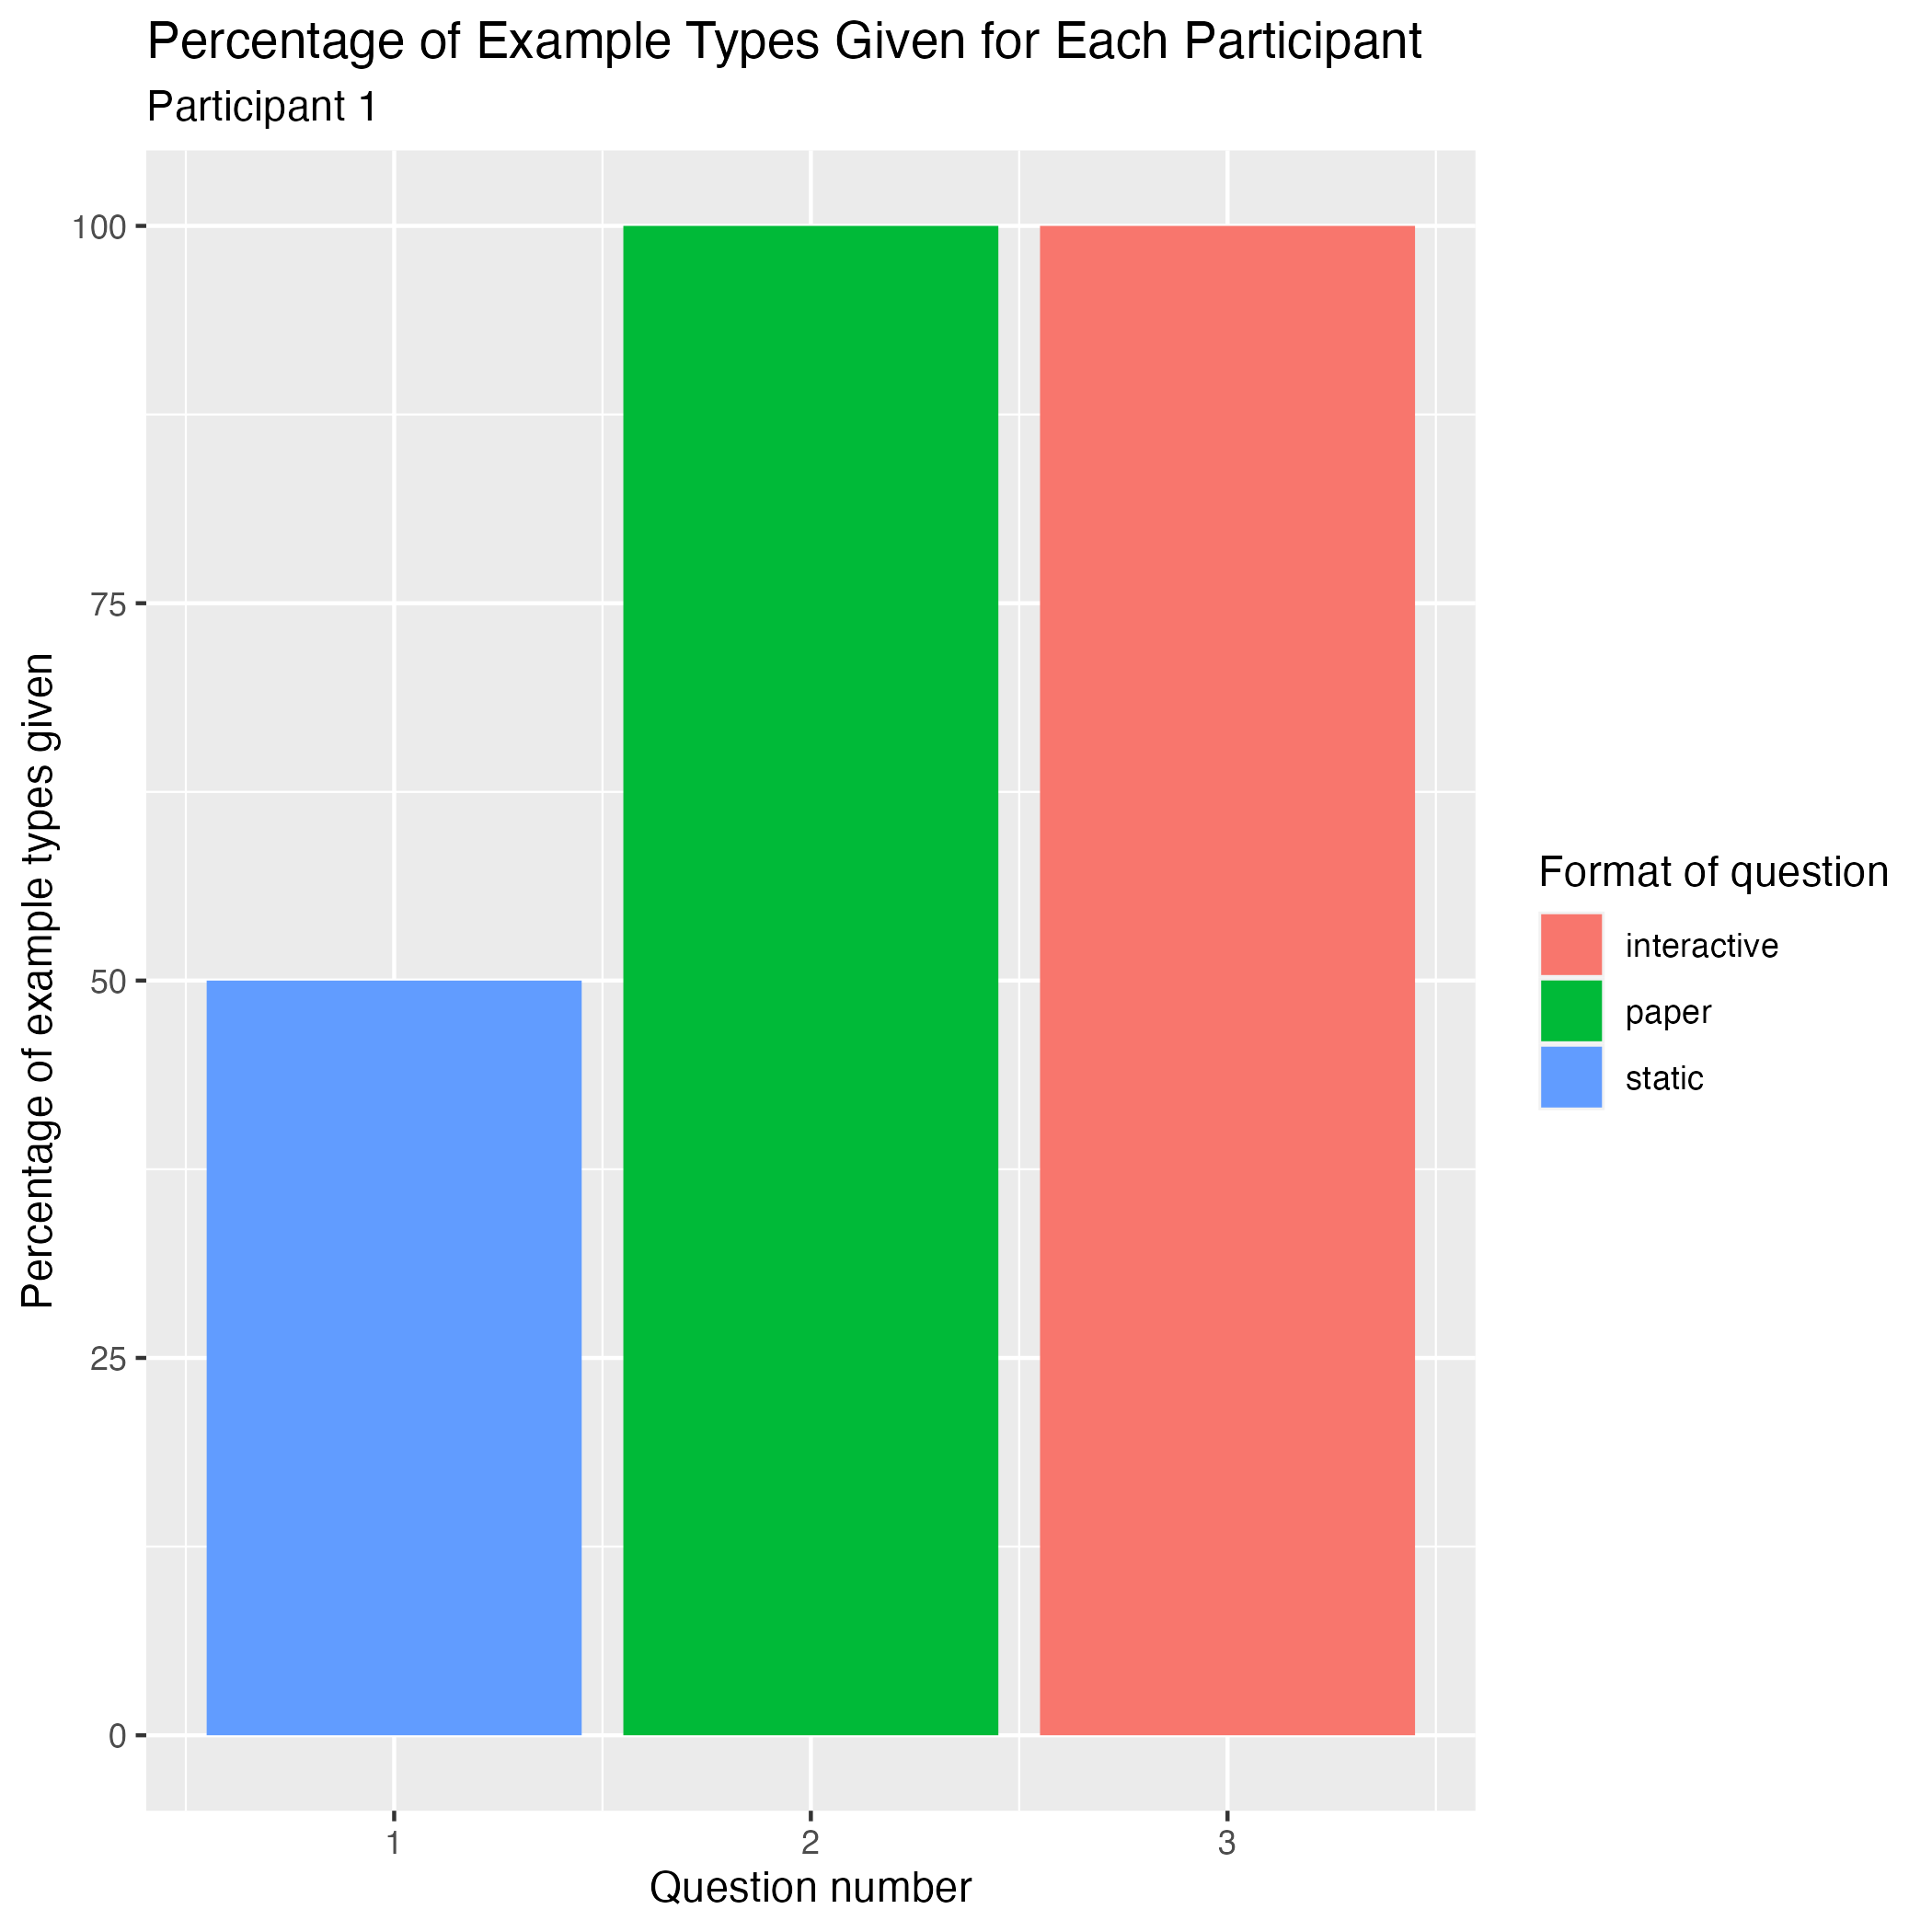 Percentage of Example Types Given for Each Participant
Participant 1
Percentage of example types given
100
75
50
25
0
1
2
3
Question number
Format of question
interactive
paper
static